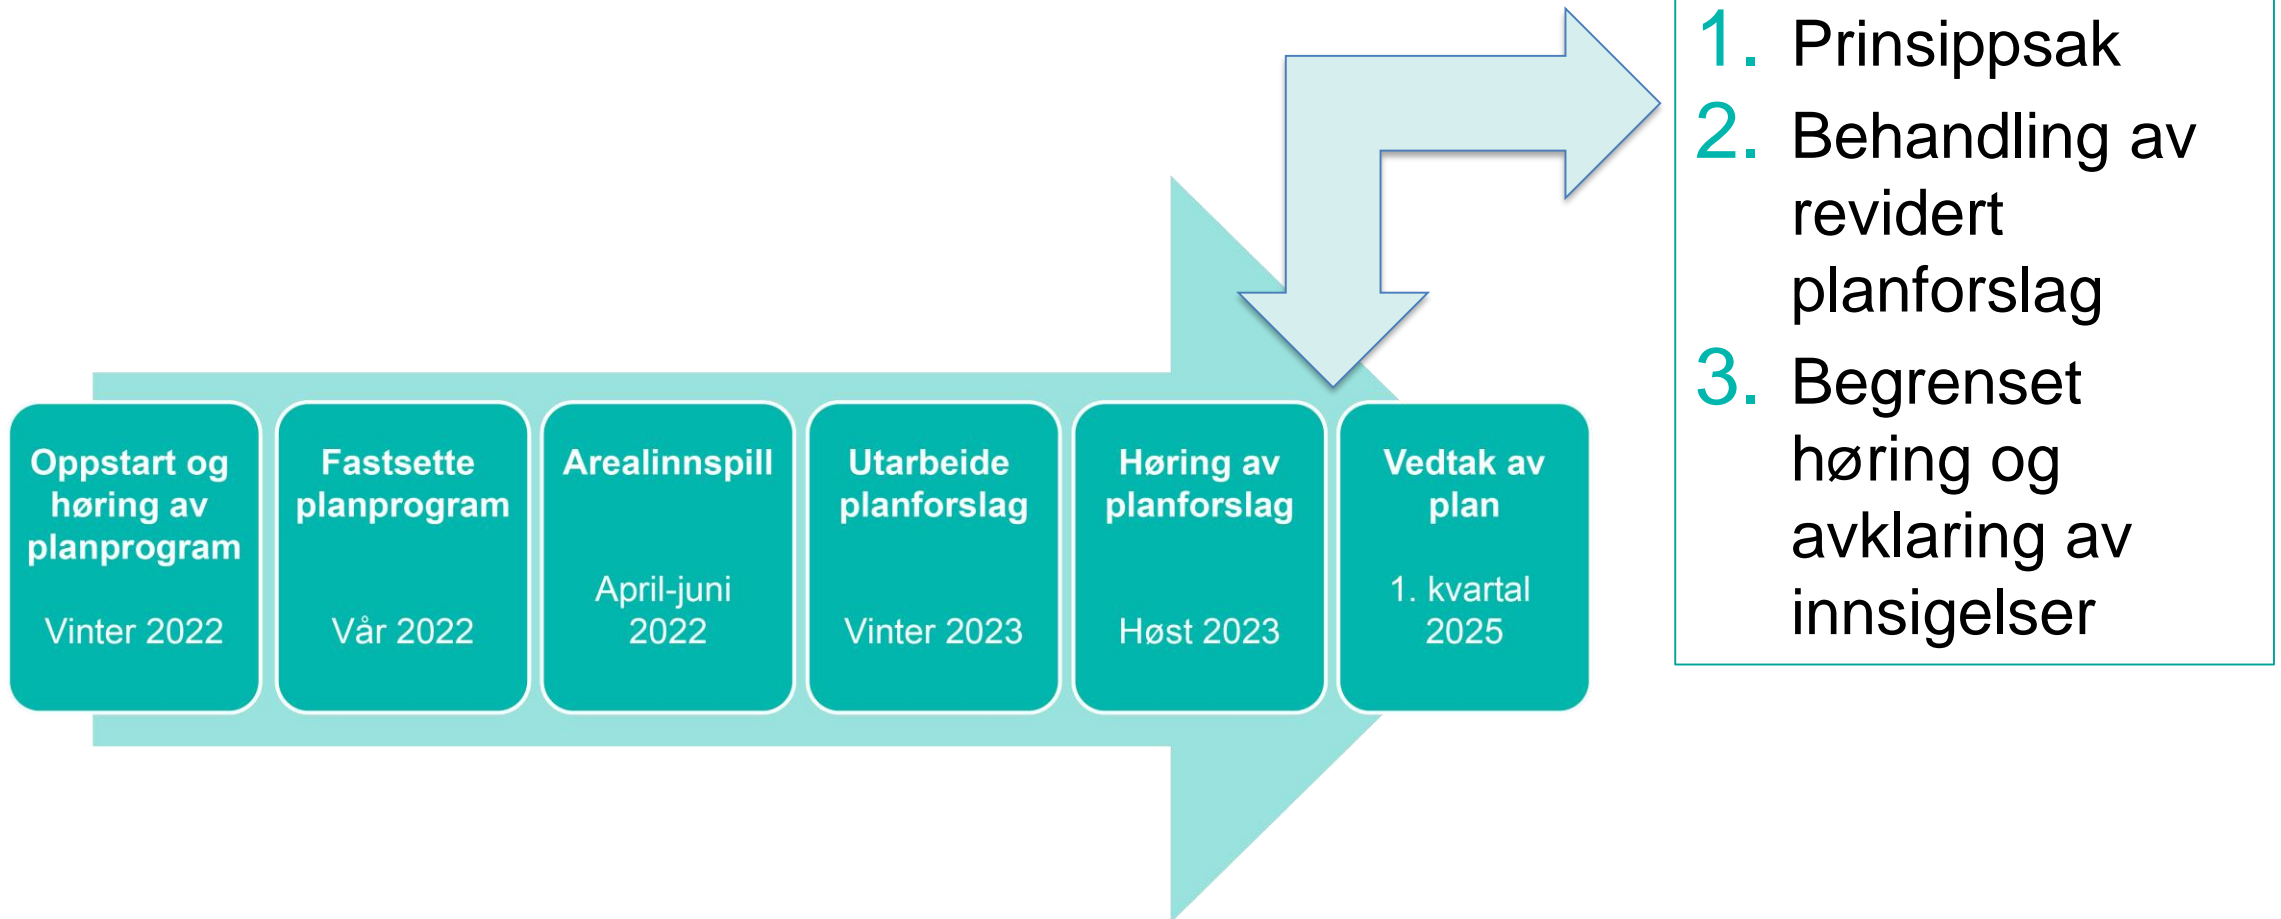 Oppstart og
høring av
planprogram
Vinter 2022
Fastsette
planprogram
Vår 2022
Arealinnspill
April-juni
2022
Utarbeide
planforslag
Vinter 2023
Høring av
planforslag
Høst 2023
Vedtak av
plan
1. kvartal
2025
1. Prinsippsak
2. Behandling av
revidert
planforslag
3. Begrenset
høring og
avklaring av
innsigelser